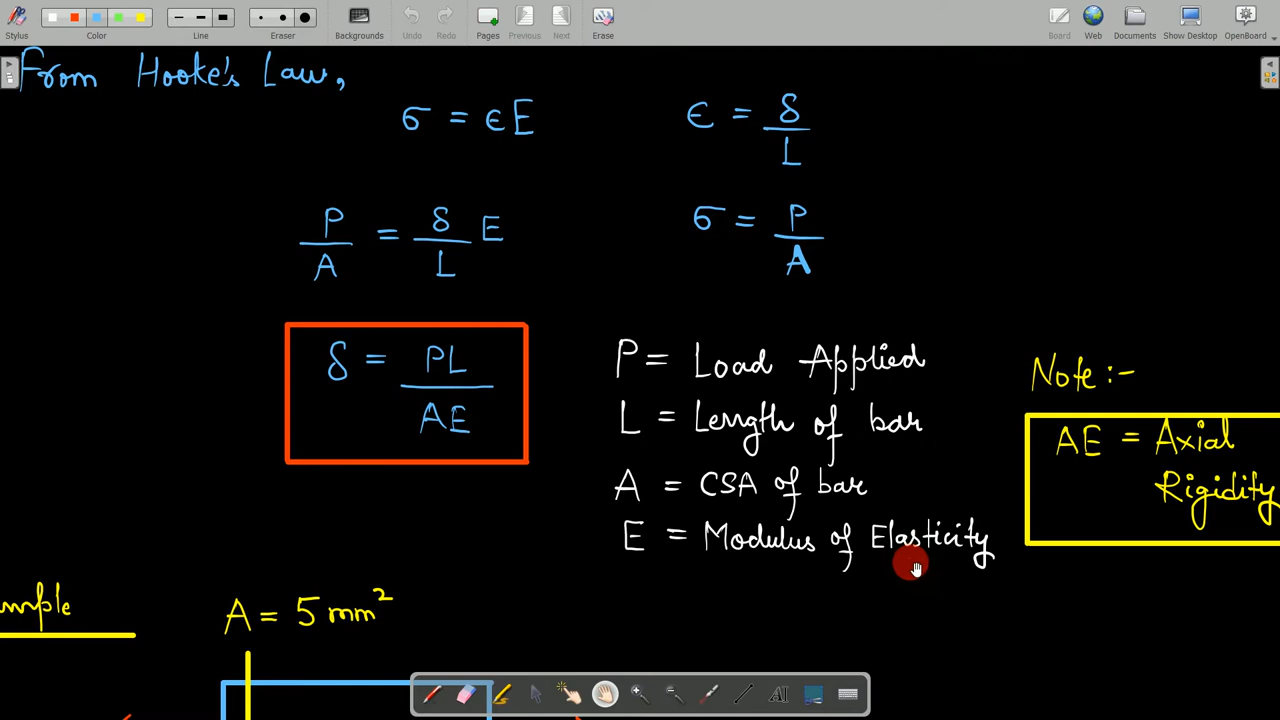 Stylus
Color
Line
Eraser
Backgrounds
Undo
Redo
Pages
Previous
Next
Erase
Board
Web
Documents
Show Desktop
OpenBoard
From Hooke's Law,
σ = ϵE
ϵ = δ/L
P/A = δ/L E
σ = P/A
δ = PL/AE
P = Load Applied
L = Length of bar
A = CSA of bar
E = Modulus of Elasticity
Note :-
AE = Axial
Rigidity
mple
A = 5 mm²